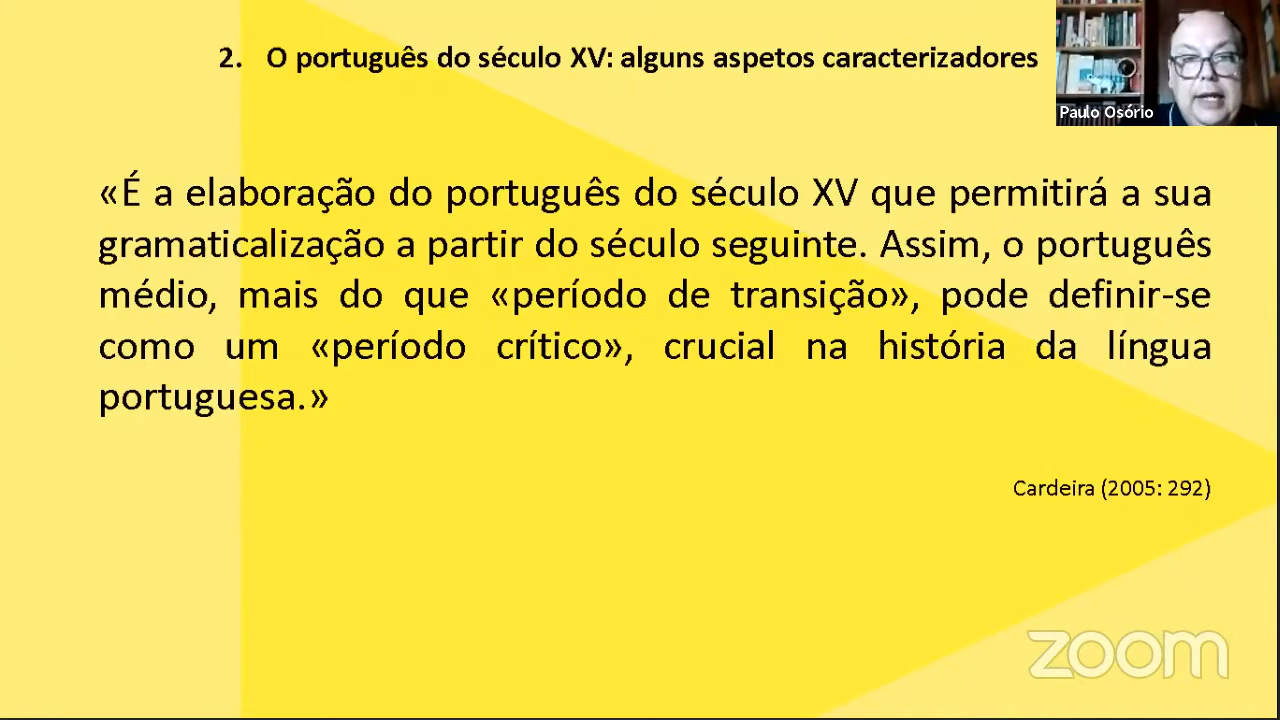 2. O português do século XV: alguns aspetos caracterizadores
Paulo Osório
«É a elaboração do português do século XV que permitirá a sua
gramaticalização a partir do século seguinte. Assim, o português
médio, mais do que «período de transição», pode definir-se
como um «período crítico», crucial na história da língua
portuguesa.»
Cardeira (2005: 292)
zoom